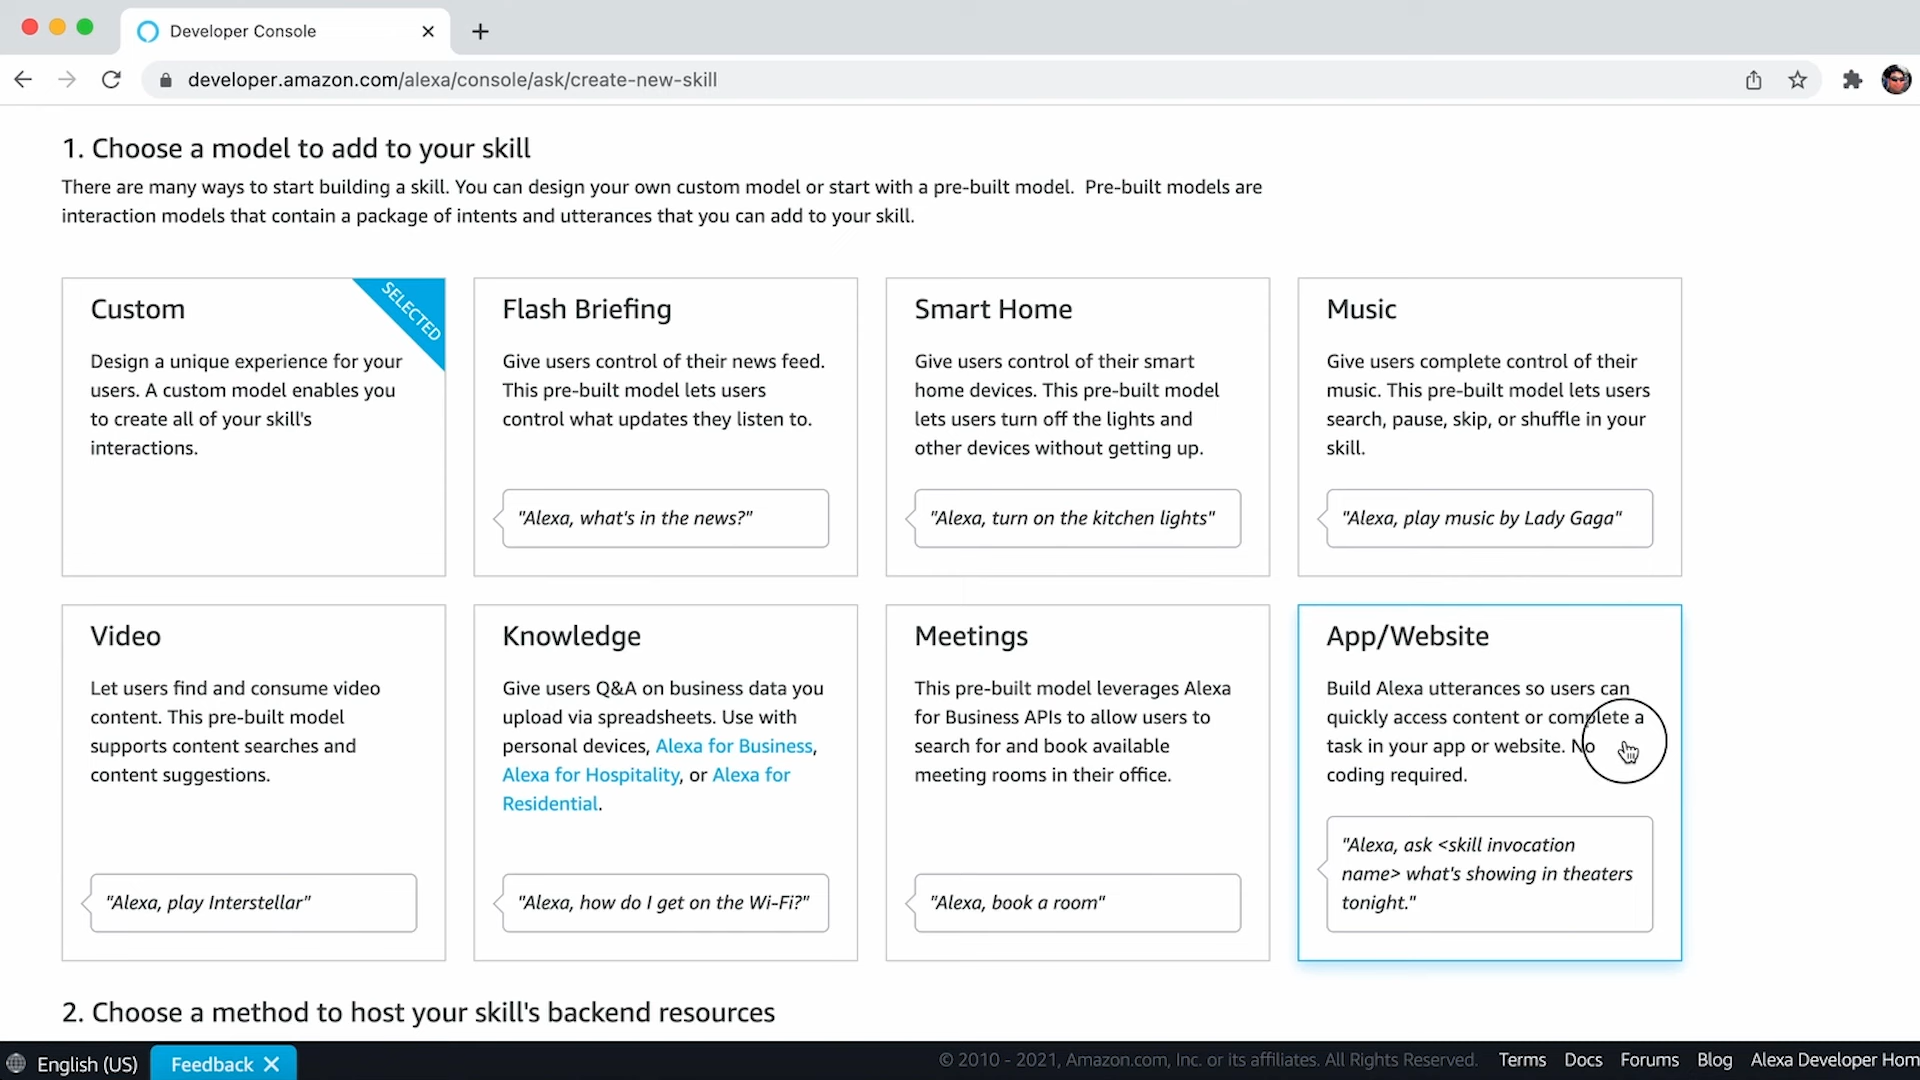 Developer Console
developer.amazon.com/alexa/console/ask/create-new-skill
1. Choose a model to add to your skill
There are many ways to start building a skill. You can design your own custom model or start with a pre-built model. Pre-built models are
interaction models that contain a package of intents and utterances that you can add to your skill.
Custom
SELECTED
Design a unique experience for your
users. A custom model enables you
to create all of your skill's
interactions.
Flash Briefing
Give users control of their news feed.
This pre-built model lets users
control what updates they listen to.
"Alexa, what's in the news?"
Smart Home
Give users control of their smart
home devices. This pre-built model
lets users turn off the lights and
other devices without getting up.
"Alexa, turn on the kitchen lights"
Music
Give users complete control of their
music. This pre-built model lets users
search, pause, skip, or shuffle in your
skill.
"Alexa, play music by Lady Gaga"
Video
Let users find and consume video
content. This pre-built model
supports content searches and
content suggestions.
"Alexa, play Interstellar"
Knowledge
Give users Q&A on business data you
upload via spreadsheets. Use with
personal devices, Alexa for Business,
Alexa for Hospitality, or Alexa for
Residential.
"Alexa, how do I get on the Wi-Fi?"
Meetings
This pre-built model leverages Alexa
for Business APIs to allow users to
search for and book available
meeting rooms in their office.
"Alexa, book a room"
App/Website
Build Alexa utterances so users can
quickly access content or complete a
task in your app or website. No
coding required.
"Alexa, ask <skill invocation
name> what's showing in theaters
tonight."
2. Choose a method to host your skill's backend resources
English (US)
Feedback
© 2010 - 2021, Amazon.com, Inc. or its affiliates. All Rights Reserved.
Terms
Docs
Forums
Blog
Alexa Developer Hom